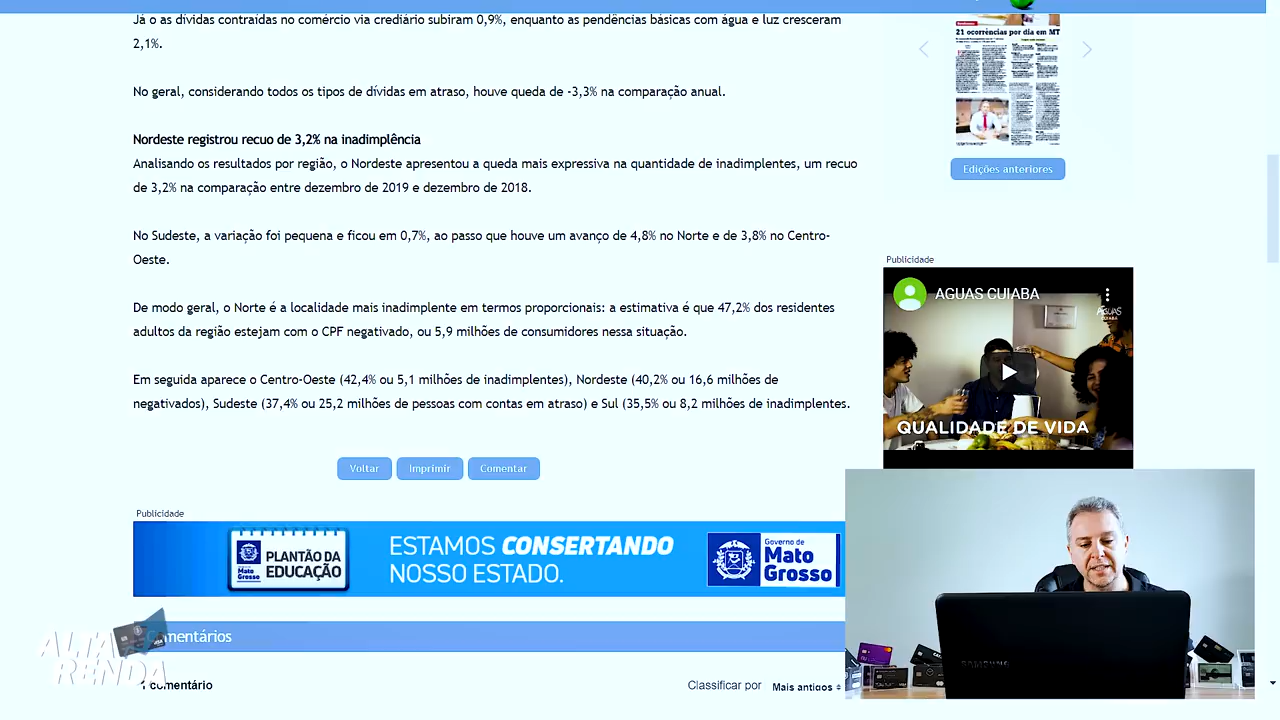 Já o as dívidas contraídas no comércio via crediário subiram 0,9%, enquanto as pendências básicas com água e luz cresceram
2,1%.
No geral, considerando o volume total de dívidas em atraso, houve queda de -3,3% na comparação anual.
Nordeste registrou recuo de 3,2% na inadimplência
Analisando os resultados por região, o Nordeste apresentou a queda mais expressiva na quantidade de inadimplentes, um recuo
de 3,2% na comparação entre dezembro de 2019 e dezembro de 2018.
No Sudeste, a variação foi pequena e ficou em 0,7%, ao passo que houve um avanço de 4,8% no Norte e de 3,8% no Centro-
Oeste.
De modo geral, o Norte é a localidade mais inadimplente em termos proporcionais: a estimativa é que 47,2% dos residentes
adultos da região estejam com o CPF negativado, ou 5,9 milhões de consumidores nessa situação.
Em seguida aparece o Centro-Oeste (42,4% ou 5,1 milhões de inadimplentes), Nordeste (40,2% ou 16,6 milhões de
negativados), Sudeste (37,4% ou 25,2 milhões de pessoas com contas em atraso) e Sul (35,5% ou 8,2 milhões de inadimplentes.
Voltar Imprimir Comentar
Publicidade
PLANTÃO DA
EDUCAÇÃO
Mato
Grosso
ESTAMOS CONSERTANDO
NOSSO ESTADO.
Governo de
Mato
Grosso
Comentários
1 comentário
Classificar por Mais antigos
21 ocorrências por dia em MT
Edições anteriores
Publicidade
AGUAS CUIABA
ÁGUAS
CUIABÁ
QUALIDADE DE VIDA
SAMSUNG
ALTA
RENDA